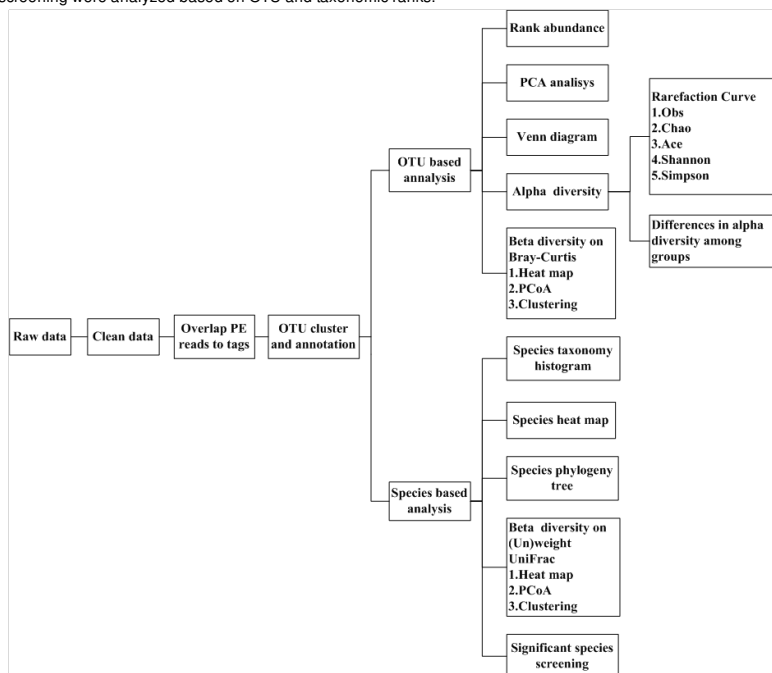 screening were analyzed based on OTU and taxonomic ranks.
Rank abundance
PCA analisys
Venn diagram
OTU based
annalysis
Alpha diversity
Rarefaction Curve
1.Obs
2.Chao
3.Ace
4.Shannon
5.Simpson
Differences in alpha
diversity among
groups
Beta diversity on
Bray-Curtis
1.Heat map
2.PCoA
3.Clustering
Raw data
Clean data
Overlap PE
reads to tags
OTU cluster
and annotation
Species taxonomy
histogram
Species heat map
Species phylogeny
tree
Species based
analysis
Beta diversity on
(Un)weight
UniFrac
1.Heat map
2.PCoA
3.Clustering
Significant species
screening